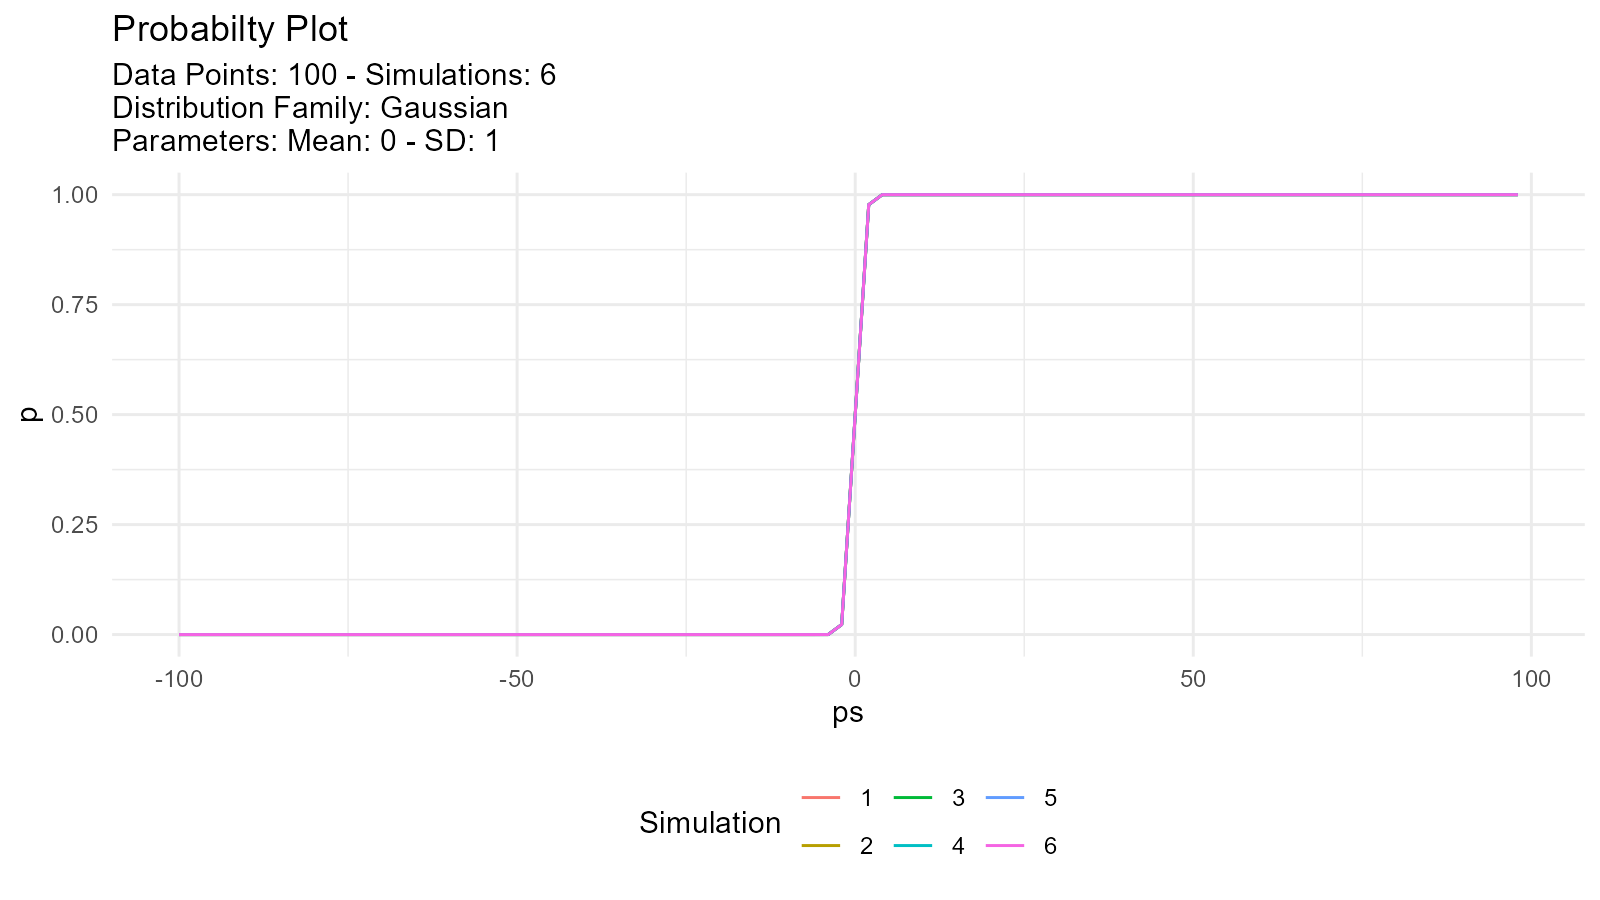 Probabilty Plot
Data Points: 100 - Simulations: 6
Distribution Family: Gaussian
Parameters: Mean: 0 - SD: 1
1.00
0.75
0.50
0.25
0.00
p
-100 -50 0 50 100
ps
Simulation
1 3 5
2 4 6